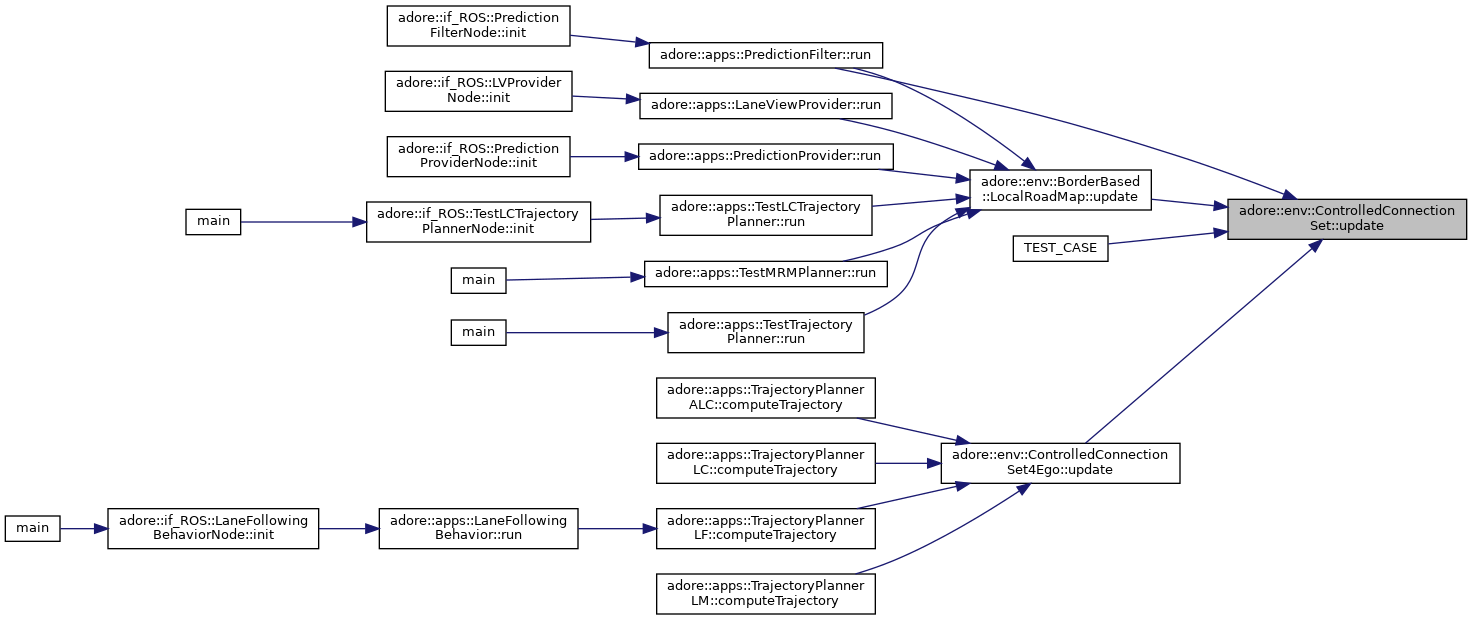 adore::if_ROS::Prediction
FilterNode::init
adore::apps::PredictionFilter::run
adore::if_ROS::LVProvider
Node::init
adore::apps::LaneViewProvider::run
adore::if_ROS::Prediction
ProviderNode::init
adore::apps::PredictionProvider::run
adore::env::BorderBased
::LocalRoadMap::update
adore::env::ControlledConnection
Set::update
main
adore::if_ROS::TestLCTrajectory
PlannerNode::init
adore::apps::TestLCTrajectory
Planner::run
TEST_CASE
main
adore::apps::TestMRMPlanner::run
main
adore::apps::TestTrajectory
Planner::run
adore::apps::TrajectoryPlanner
ALC::computeTrajectory
adore::apps::TrajectoryPlanner
LC::computeTrajectory
adore::env::ControlledConnection
Set4Ego::update
main
adore::if_ROS::LaneFollowing
BehaviorNode::init
adore::apps::LaneFollowing
Behavior::run
adore::apps::TrajectoryPlanner
LF::computeTrajectory
adore::apps::TrajectoryPlanner
LM::computeTrajectory